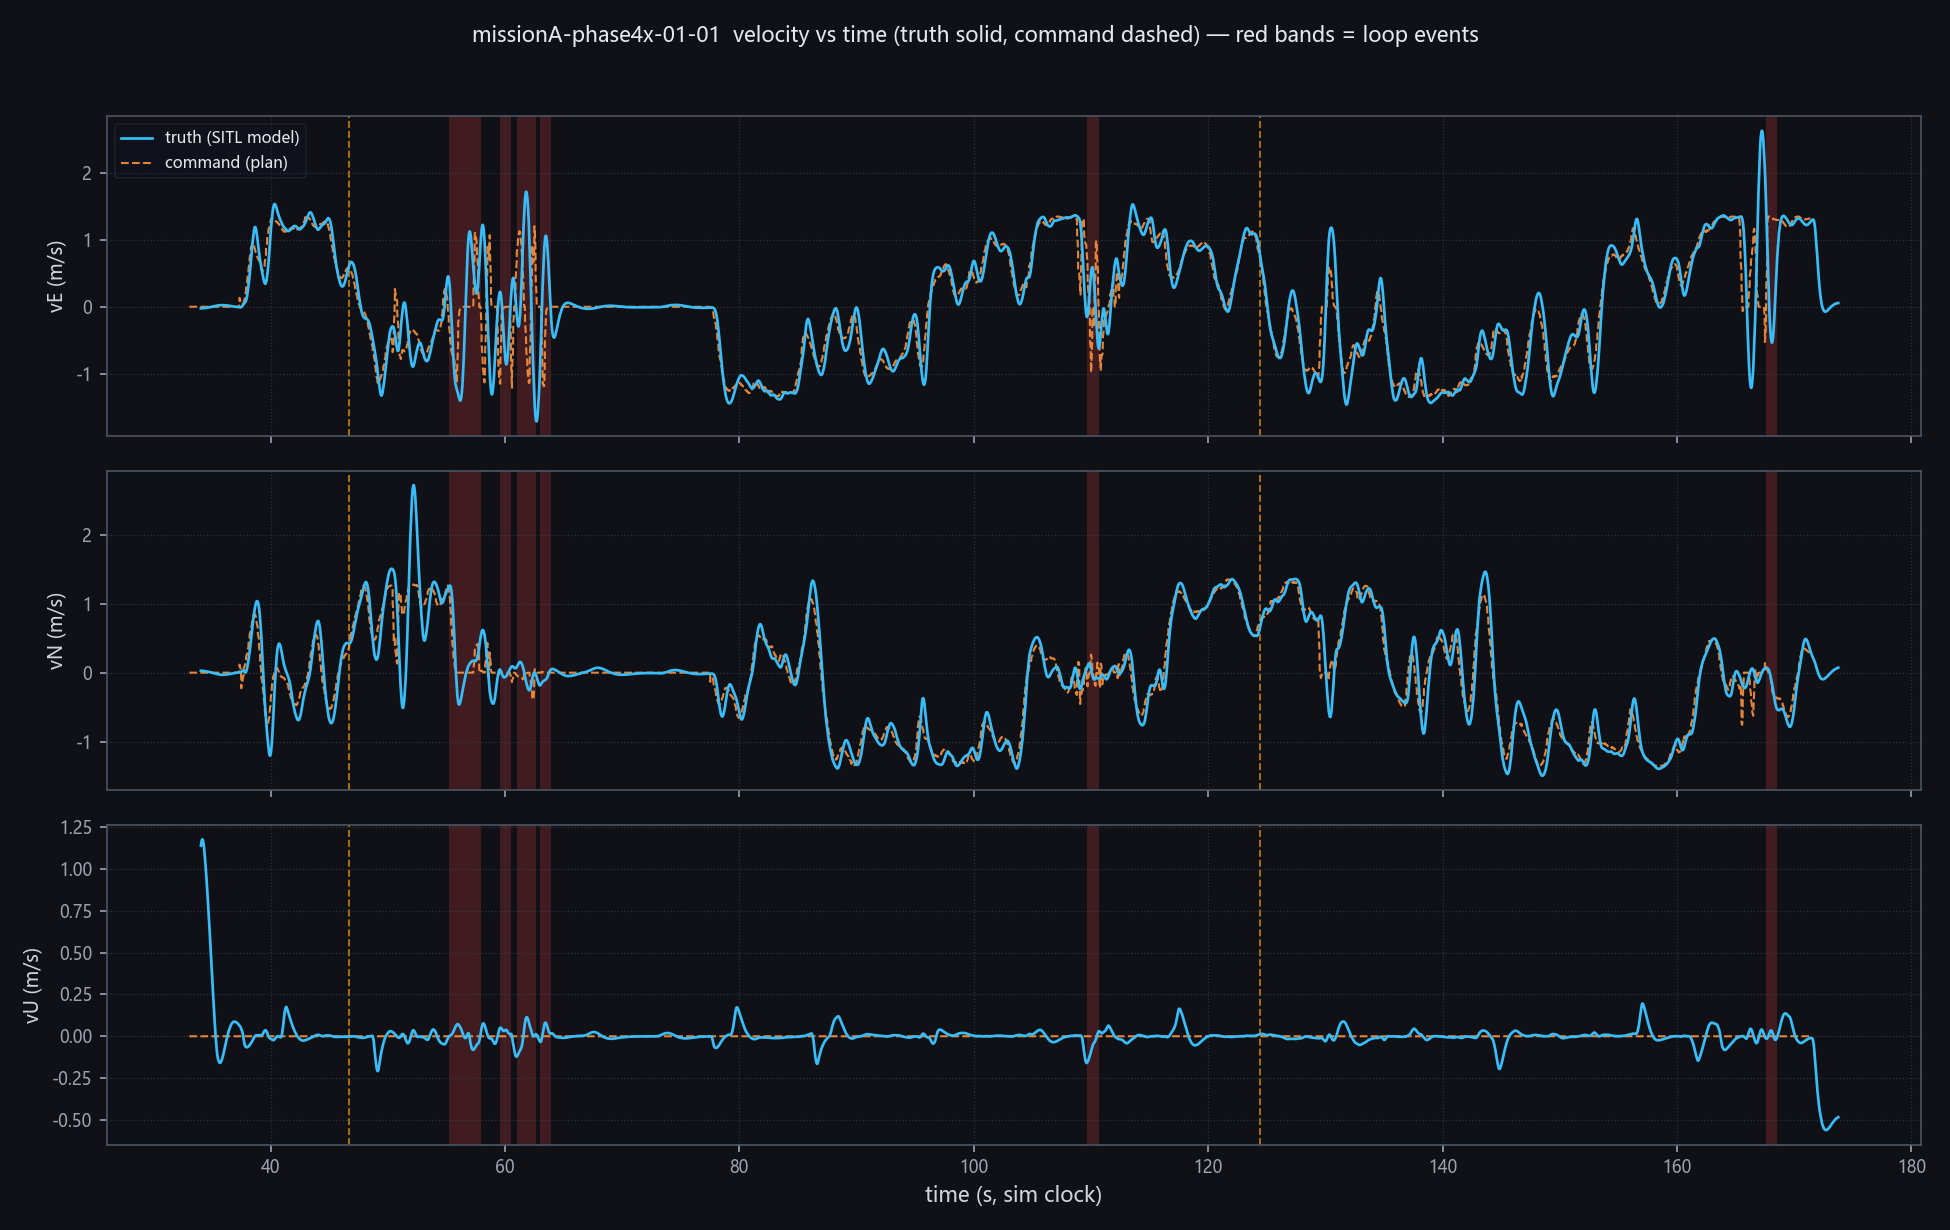 missionA-phase4x-01-01  velocity vs time (truth solid, command dashed) — red bands = loop events
truth (SITL model)
command (plan)
vE (m/s)
2
1
0
-1
vN (m/s)
2
1
0
-1
vU (m/s)
1.25
1.00
0.75
0.50
0.25
0.00
-0.25
-0.50
40 60 80 100 120 140 160 180
time (s, sim clock)